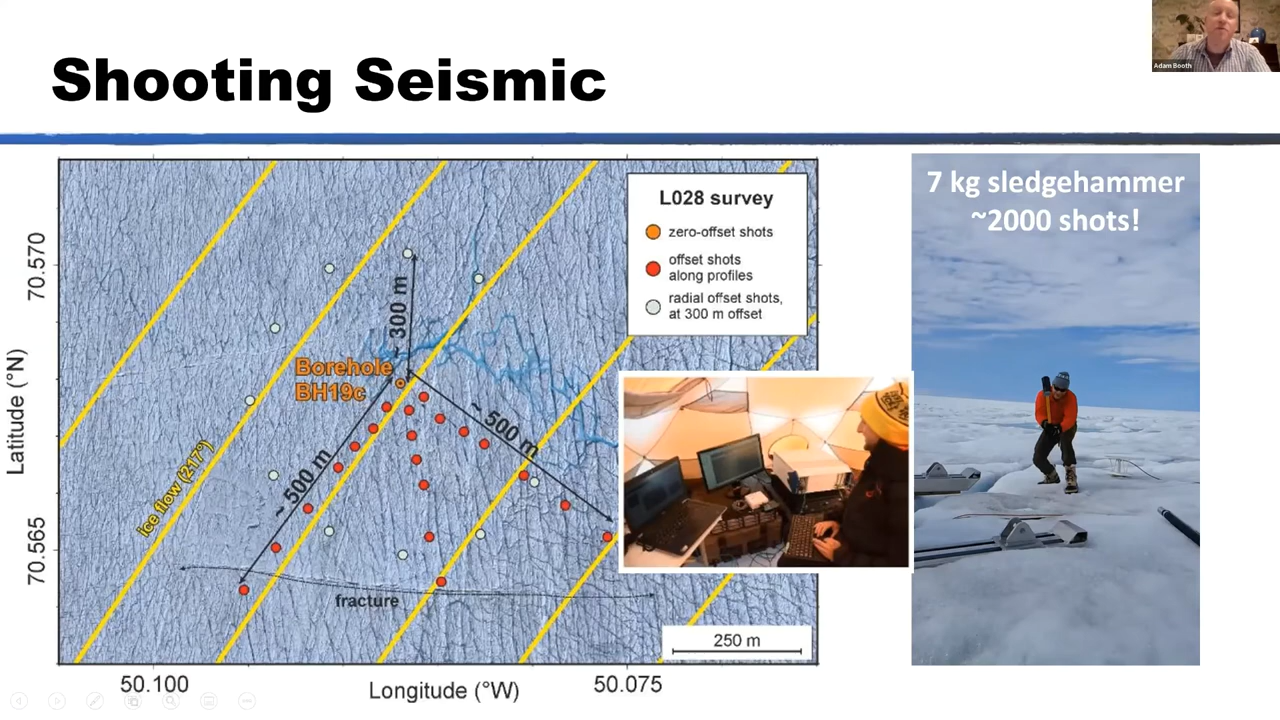 Shooting Seismic
Adam Booth
7 kg sledgehammer
~2000 shots!
L028 survey
zero-offset shots
offset shots
along profiles
radial offset shots,
at 300 m offset
Latitude (°N)
70.570
70.565
~ 300 m
Borehole
BH19c
~ 500 m
~ 500 m
ice flow (217°)
fracture
250 m
50.100
Longitude (°W)
50.075